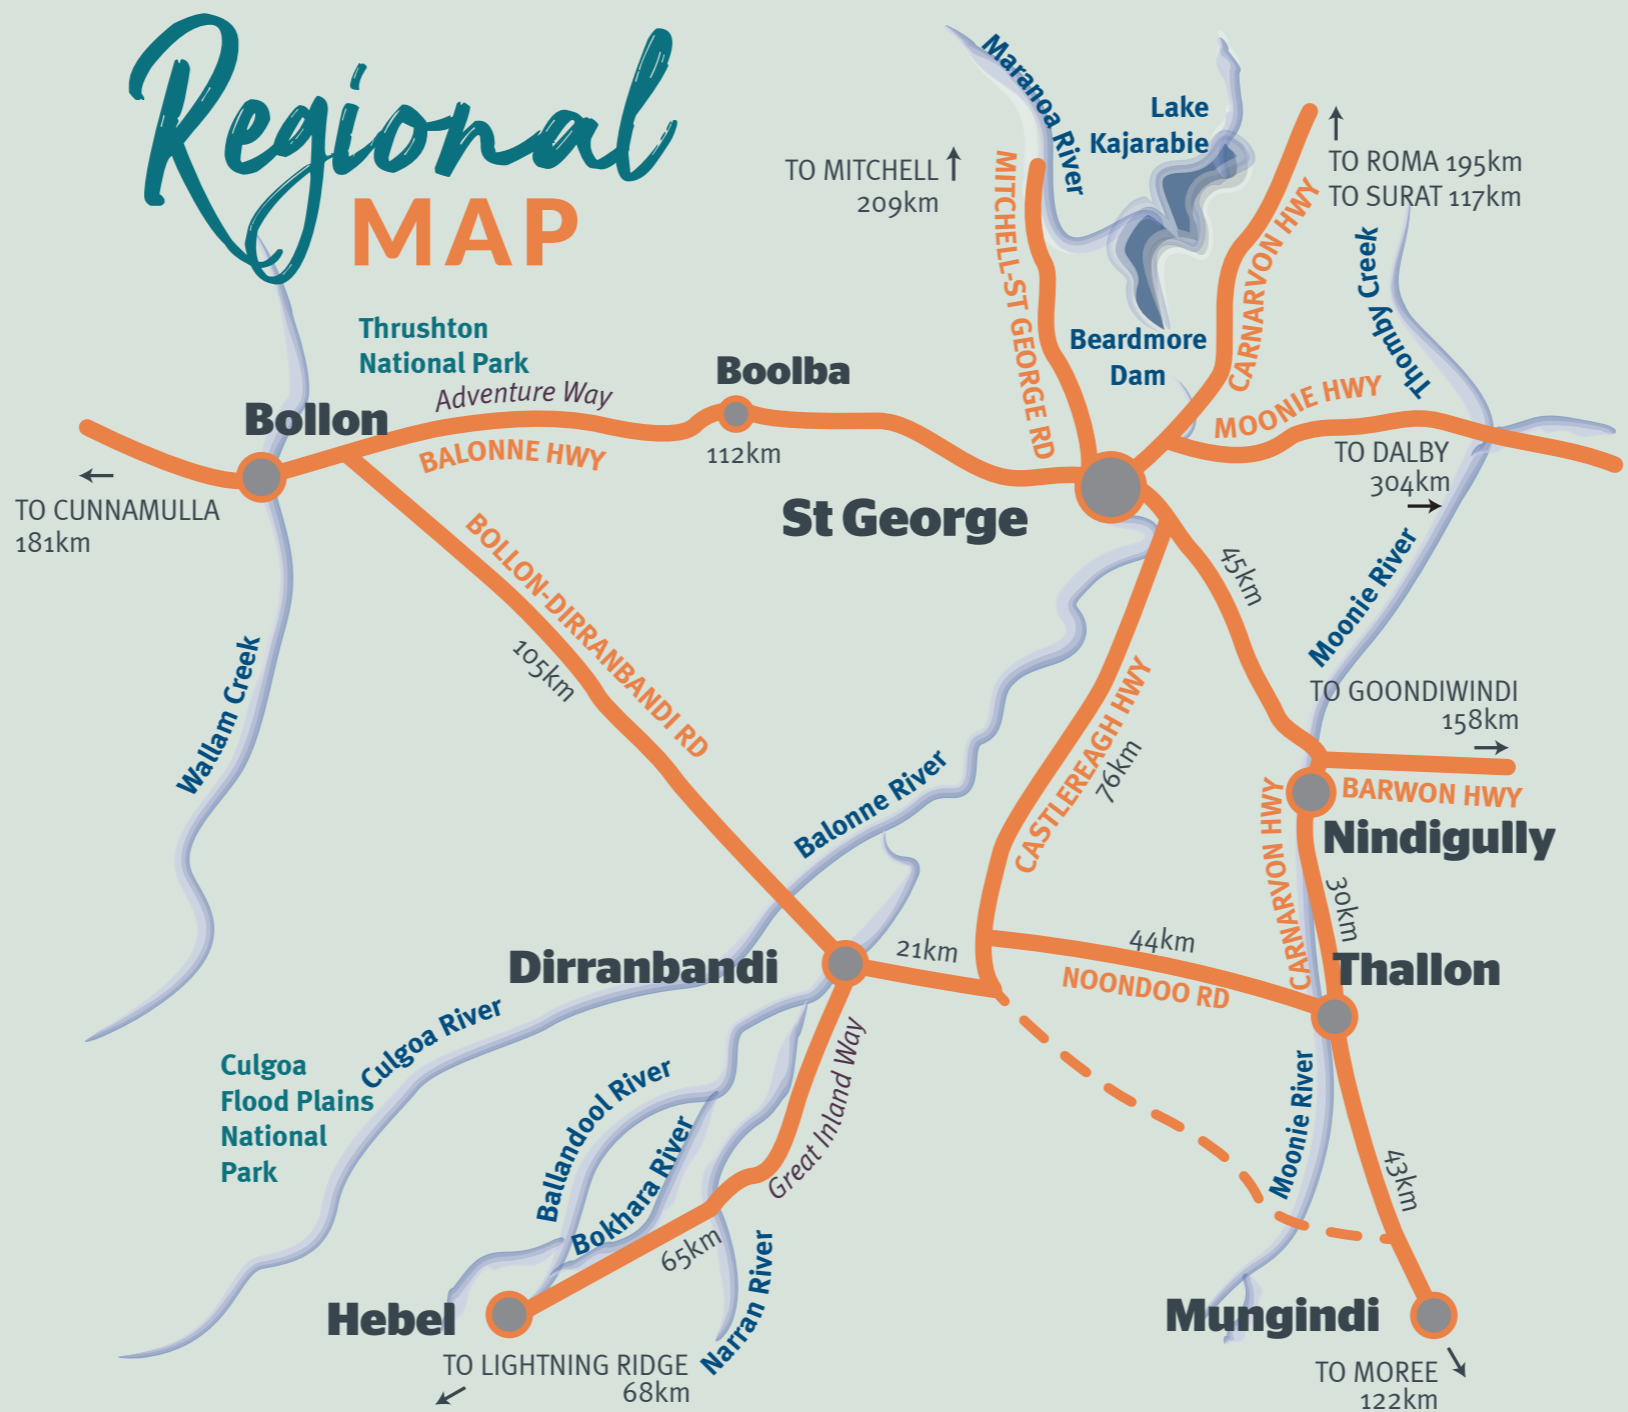 Regional
MAP
Maranoa River
Lake
Kajarabie
TO MITCHELL
209km
MITCHELL-ST GEORGE RD
CARNARVON HWY
TO ROMA 195km
TO SURAT 117km
Thomby Creek
Thrushton
National Park
Adventure Way
Boolba
Beardmore
Dam
MOONIE HWY
Bollon
BALONNE HWY
112km
TO DALBY
304km
TO CUNNAMULLA
181km
St George
BOLLON-DIRRANBANDI RD
105km
45km
Moonie River
Wallam Creek
TO GOONDIWINDI
158km
CASTLEREAGH HWY
76km
Balonne River
BARWON HWY
Nindigully
CARNARVON HWY
30km
Dirranbandi
21km
44km
NOONDOO RD
Thallon
Culgoa River
Culgoa
Flood Plains
National
Park
Great Inland Way
Ballandool River
Bokhara River
Moonie River
43km
65km
Narran River
Hebel
TO LIGHTNING RIDGE
68km
Mungindi
TO MOREE
122km